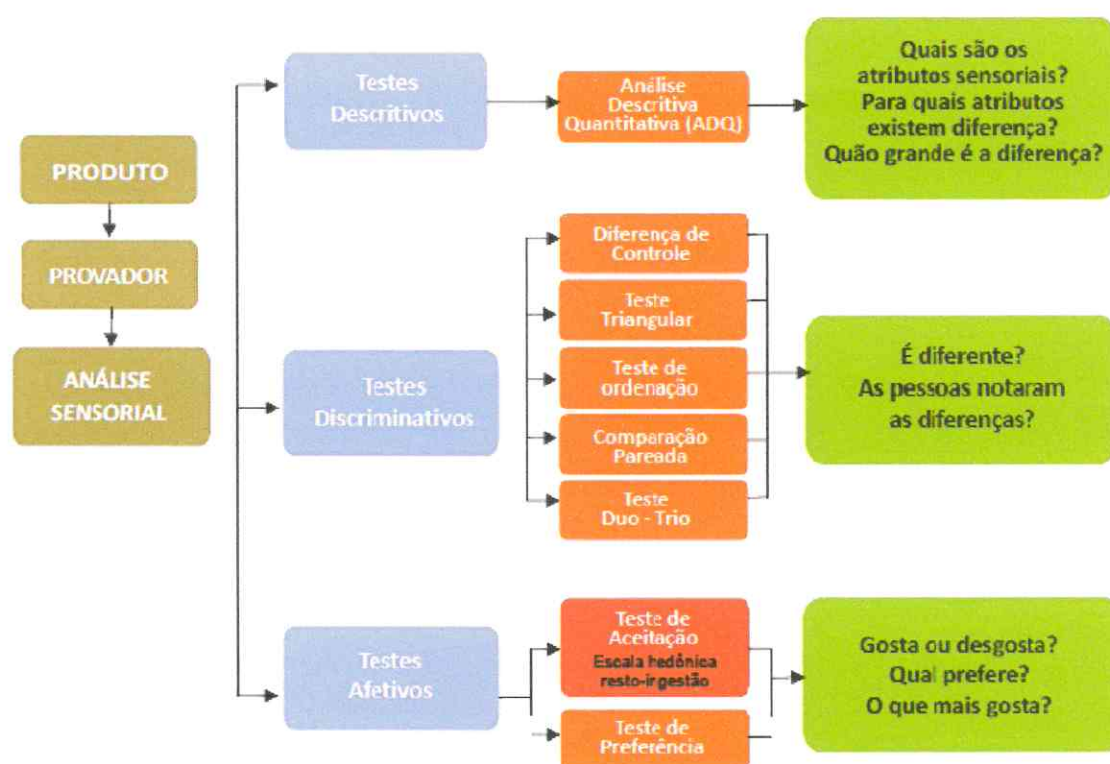 PRODUTO
PROVADOR
ANÁLISE
SENSORIAL
Testes
Descritivos
Análise
Descritiva
Quantitativa (ADQ)
Quais são os
atributos sensoriais?
Para quais atributos
existem diferença?
Quão grande é a diferença?
Testes
Discriminativos
Diferença de
Controle
Teste
Triangular
Teste de
ordenação
Comparação
Pareada
Teste
Duo - Trio
É diferente?
As pessoas notaram
as diferenças?
Testes
Afetivos
Teste de
Aceitação
Escala hedônica
resto-ingestão
Teste de
Preferência
Gosta ou desgosta?
Qual prefere?
O que mais gosta?